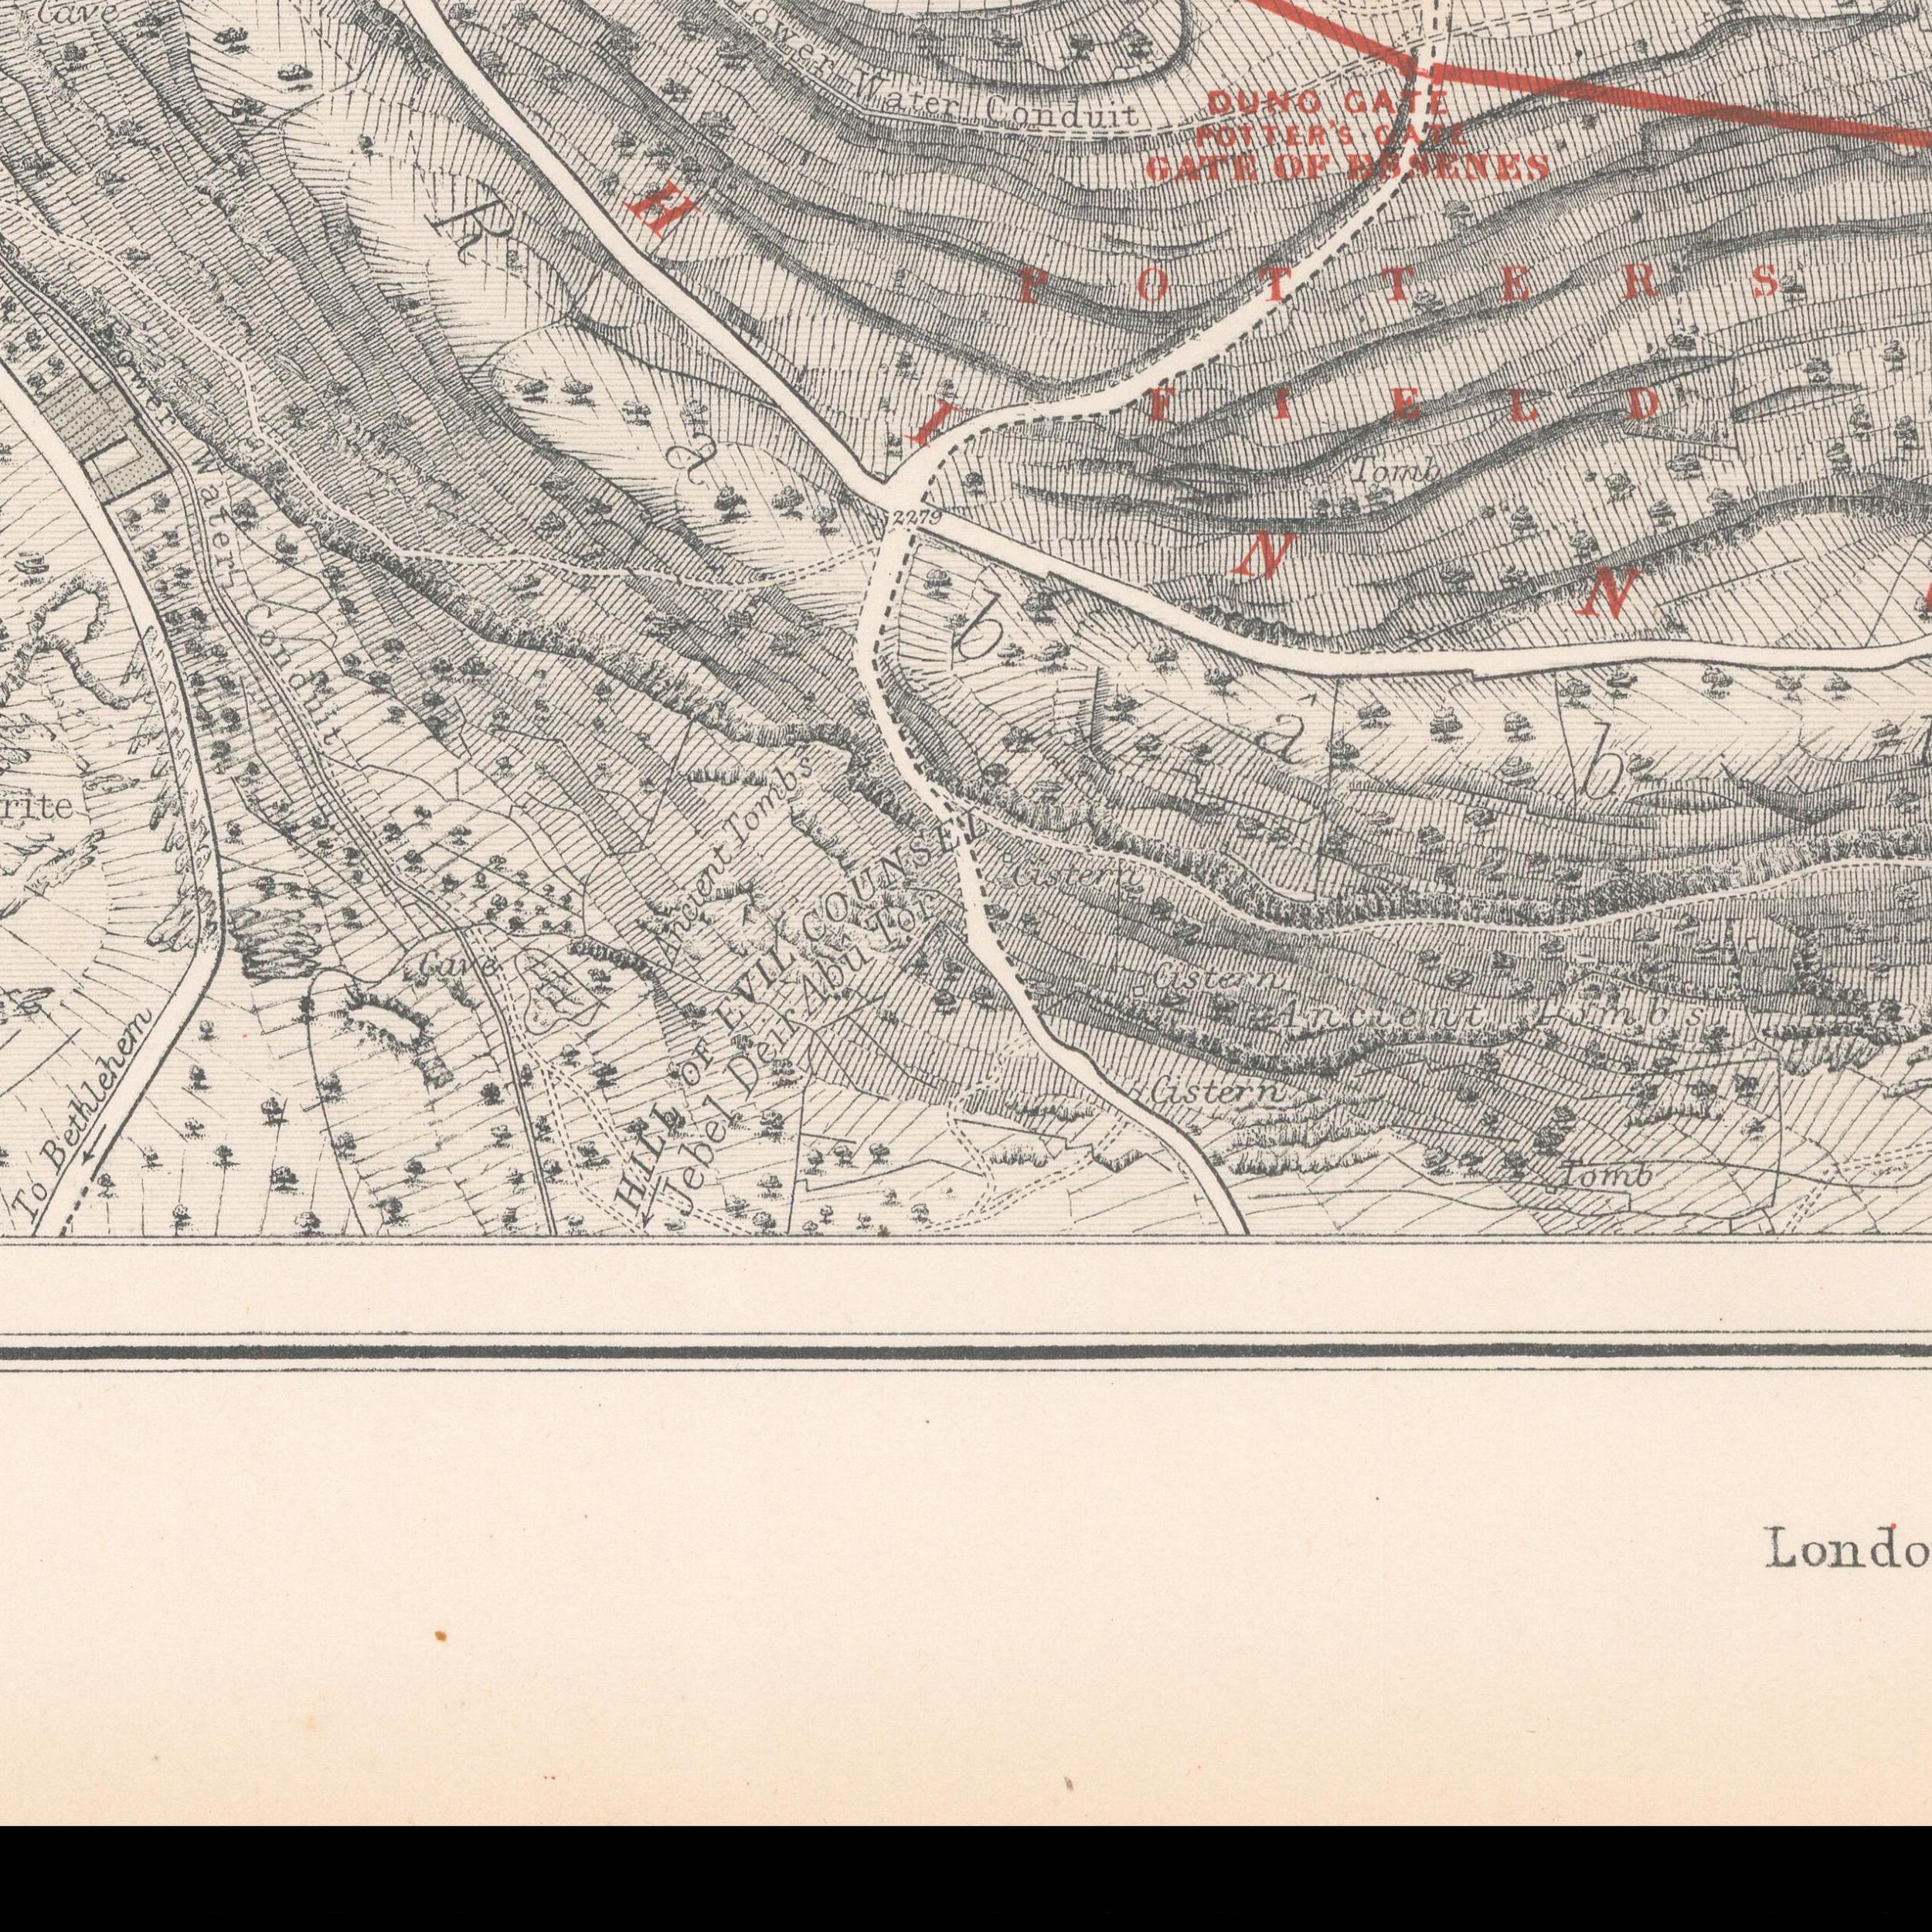 Cave
Lower Water Conduit
DUNG GATE
POTTER'S GATE
GATE OF ESSENES
H I N N
POTTERS
FIELD
R a b â b
Tomb
2279
Lower Water Conduit
rite
Ancient Tombs
Cistern
HILL OF EVIL COUNSEL
Jebel Deir Abu Tor
Cave
Cistern
Ancient Tombs
To Bethlehem
Cistern
Tomb
Londo